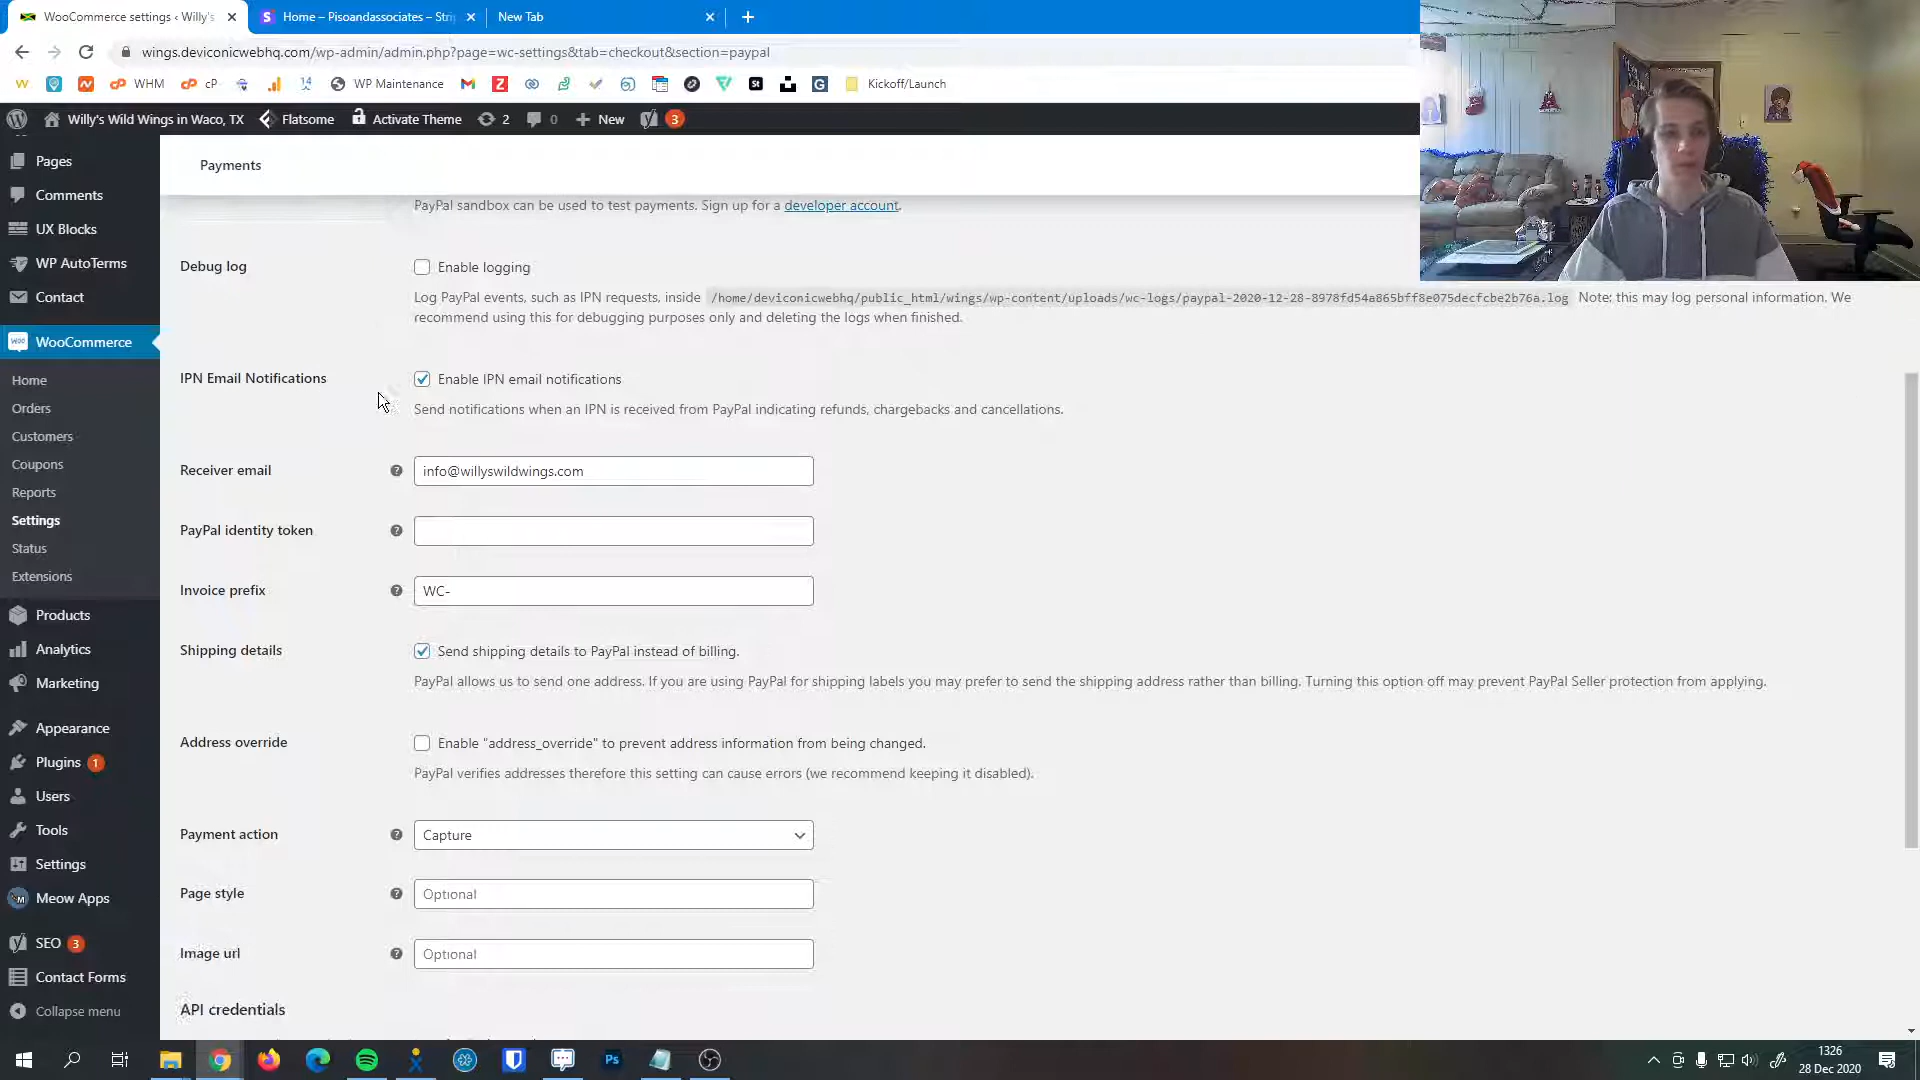 WooCommerce settings ‹ Willy's
Home – Pisoandassociates – Strip
New Tab
wings.deviconicwebhq.com/wp-admin/admin.php?page=wc-settings&tab=checkout&section=paypal
WHM
cP
14
WP Maintenance
Kickoff/Launch
Willy's Wild Wings in Waco, TX
Flatsome
Activate Theme
2
0
New
3
Pages
Comments
UX Blocks
WP AutoTerms
Contact
WooCommerce
Home
Orders
Customers
Coupons
Reports
Settings
Status
Extensions
Products
Analytics
Marketing
Appearance
Plugins 1
Users
Tools
Settings
Meow Apps
SEO 3
Contact Forms
Collapse menu
Payments
PayPal sandbox can be used to test payments. Sign up for a developer account.
Debug log
Enable logging
Log PayPal events, such as IPN requests, inside /home/deviconicwebhq/public_html/wings/wp-content/uploads/wc-logs/paypal-2020-12-28-8978fd54a865bff8e075decfcbe2b76a.log Note: this may log personal information. We
recommend using this for debugging purposes only and deleting the logs when finished.
IPN Email Notifications
Enable IPN email notifications
Send notifications when an IPN is received from PayPal indicating refunds, chargebacks and cancellations.
Receiver email
info@willyswildwings.com
PayPal identity token
Invoice prefix
WC-
Shipping details
Send shipping details to PayPal instead of billing.
PayPal allows us to send one address. If you are using PayPal for shipping labels you may prefer to send the shipping address rather than billing. Turning this option off may prevent PayPal Seller protection from applying.
Address override
Enable "address_override" to prevent address information from being changed.
PayPal verifies addresses therefore this setting can cause errors (we recommend keeping it disabled).
Payment action
Capture
Page style
Optional
Image url
Optional
API credentials
1326
28 Dec 2020